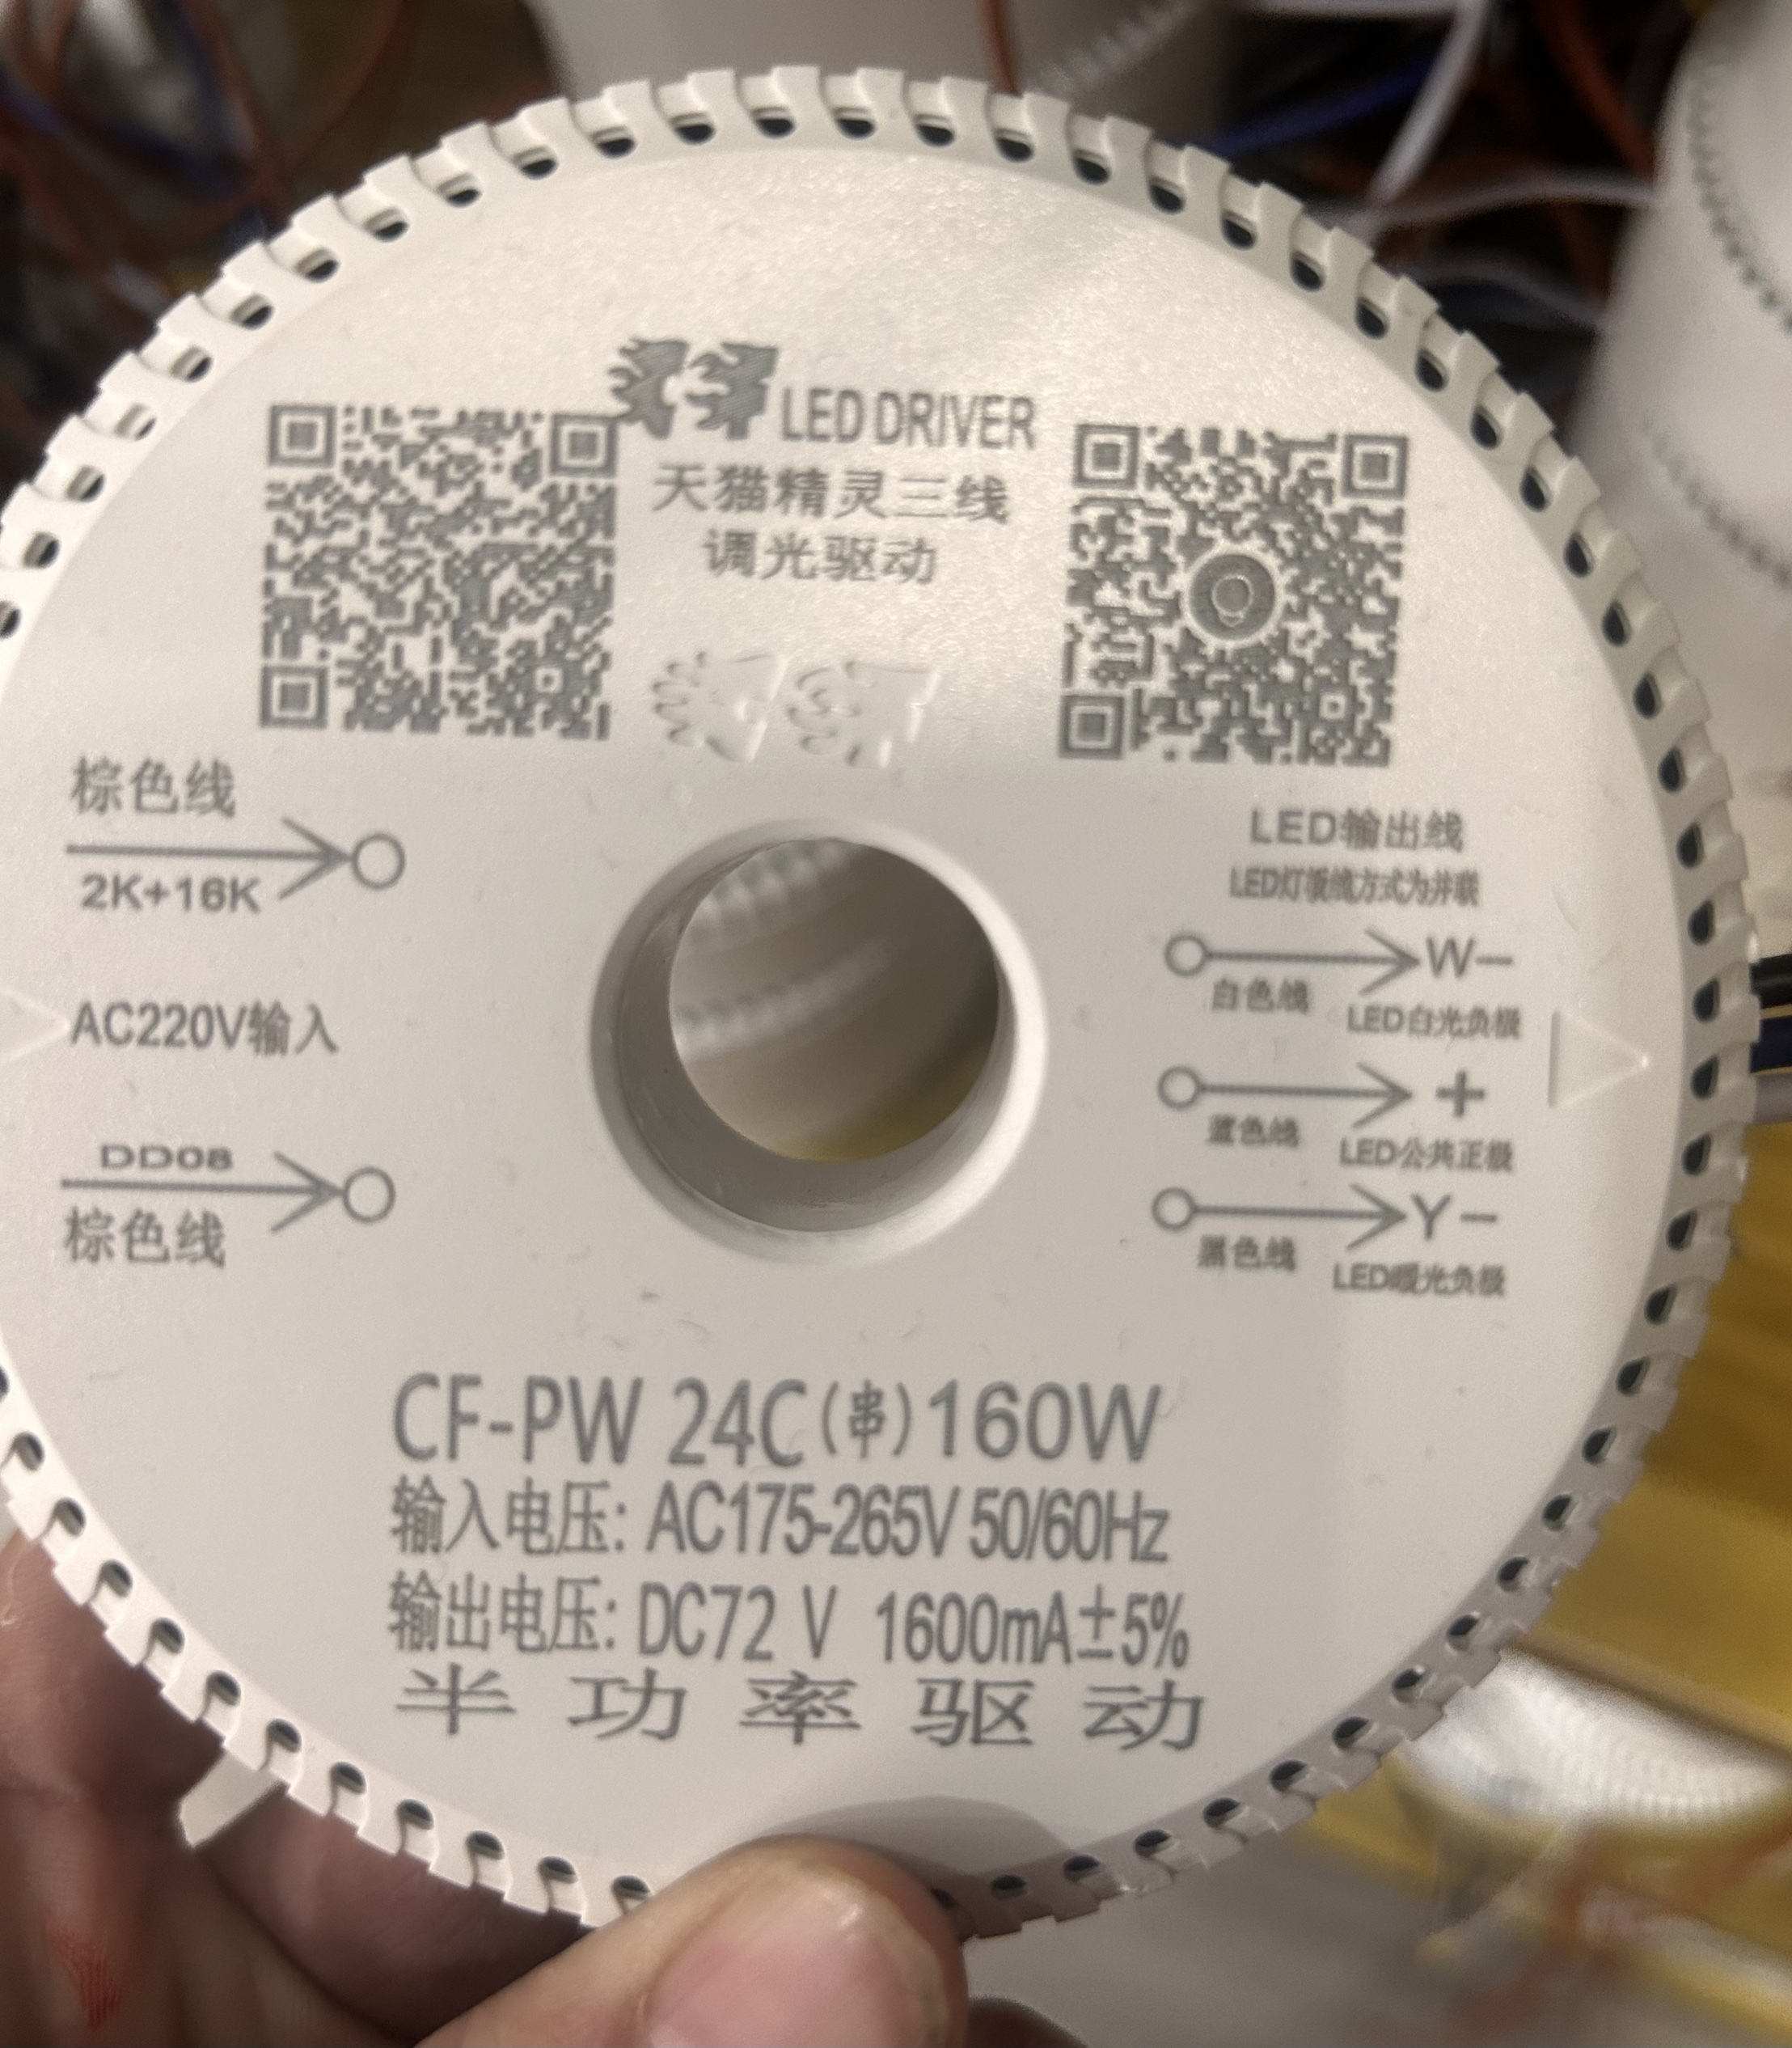 LED DRIVER
天猫精灵三线
调光驱动
棕色线
2K+16K
AC220V输入
DD08
棕色线
LED输出线
LED灯板线方式为并联
W-
白色线
LED白光负极
+
蓝色线
LED公共正极
Y-
黑色线
LED暖光负极
CF-PW 24C(串)160W
输入电压: AC175-265V 50/60Hz
输出电压: DC72 V 1600mA±5%
半功率驱动